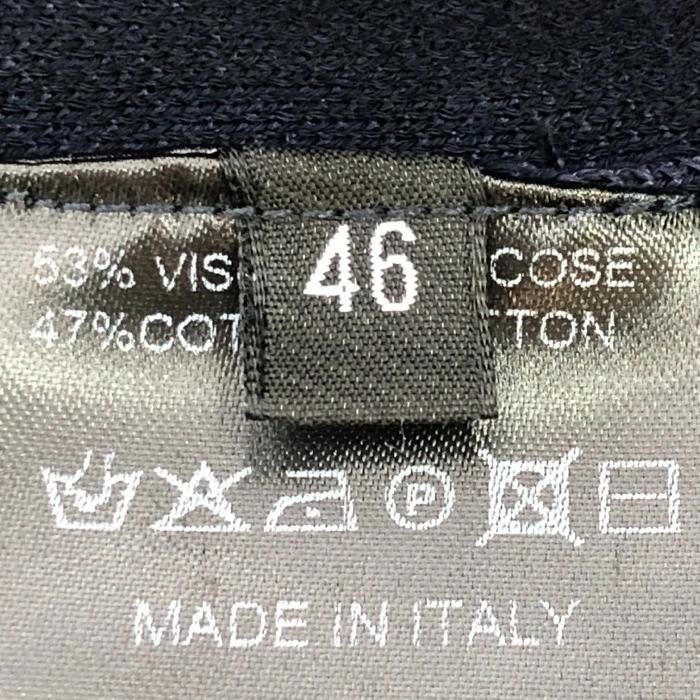 46
53% VIS COSE
47%COT TTON
Ⓟ
MADE IN ITALY